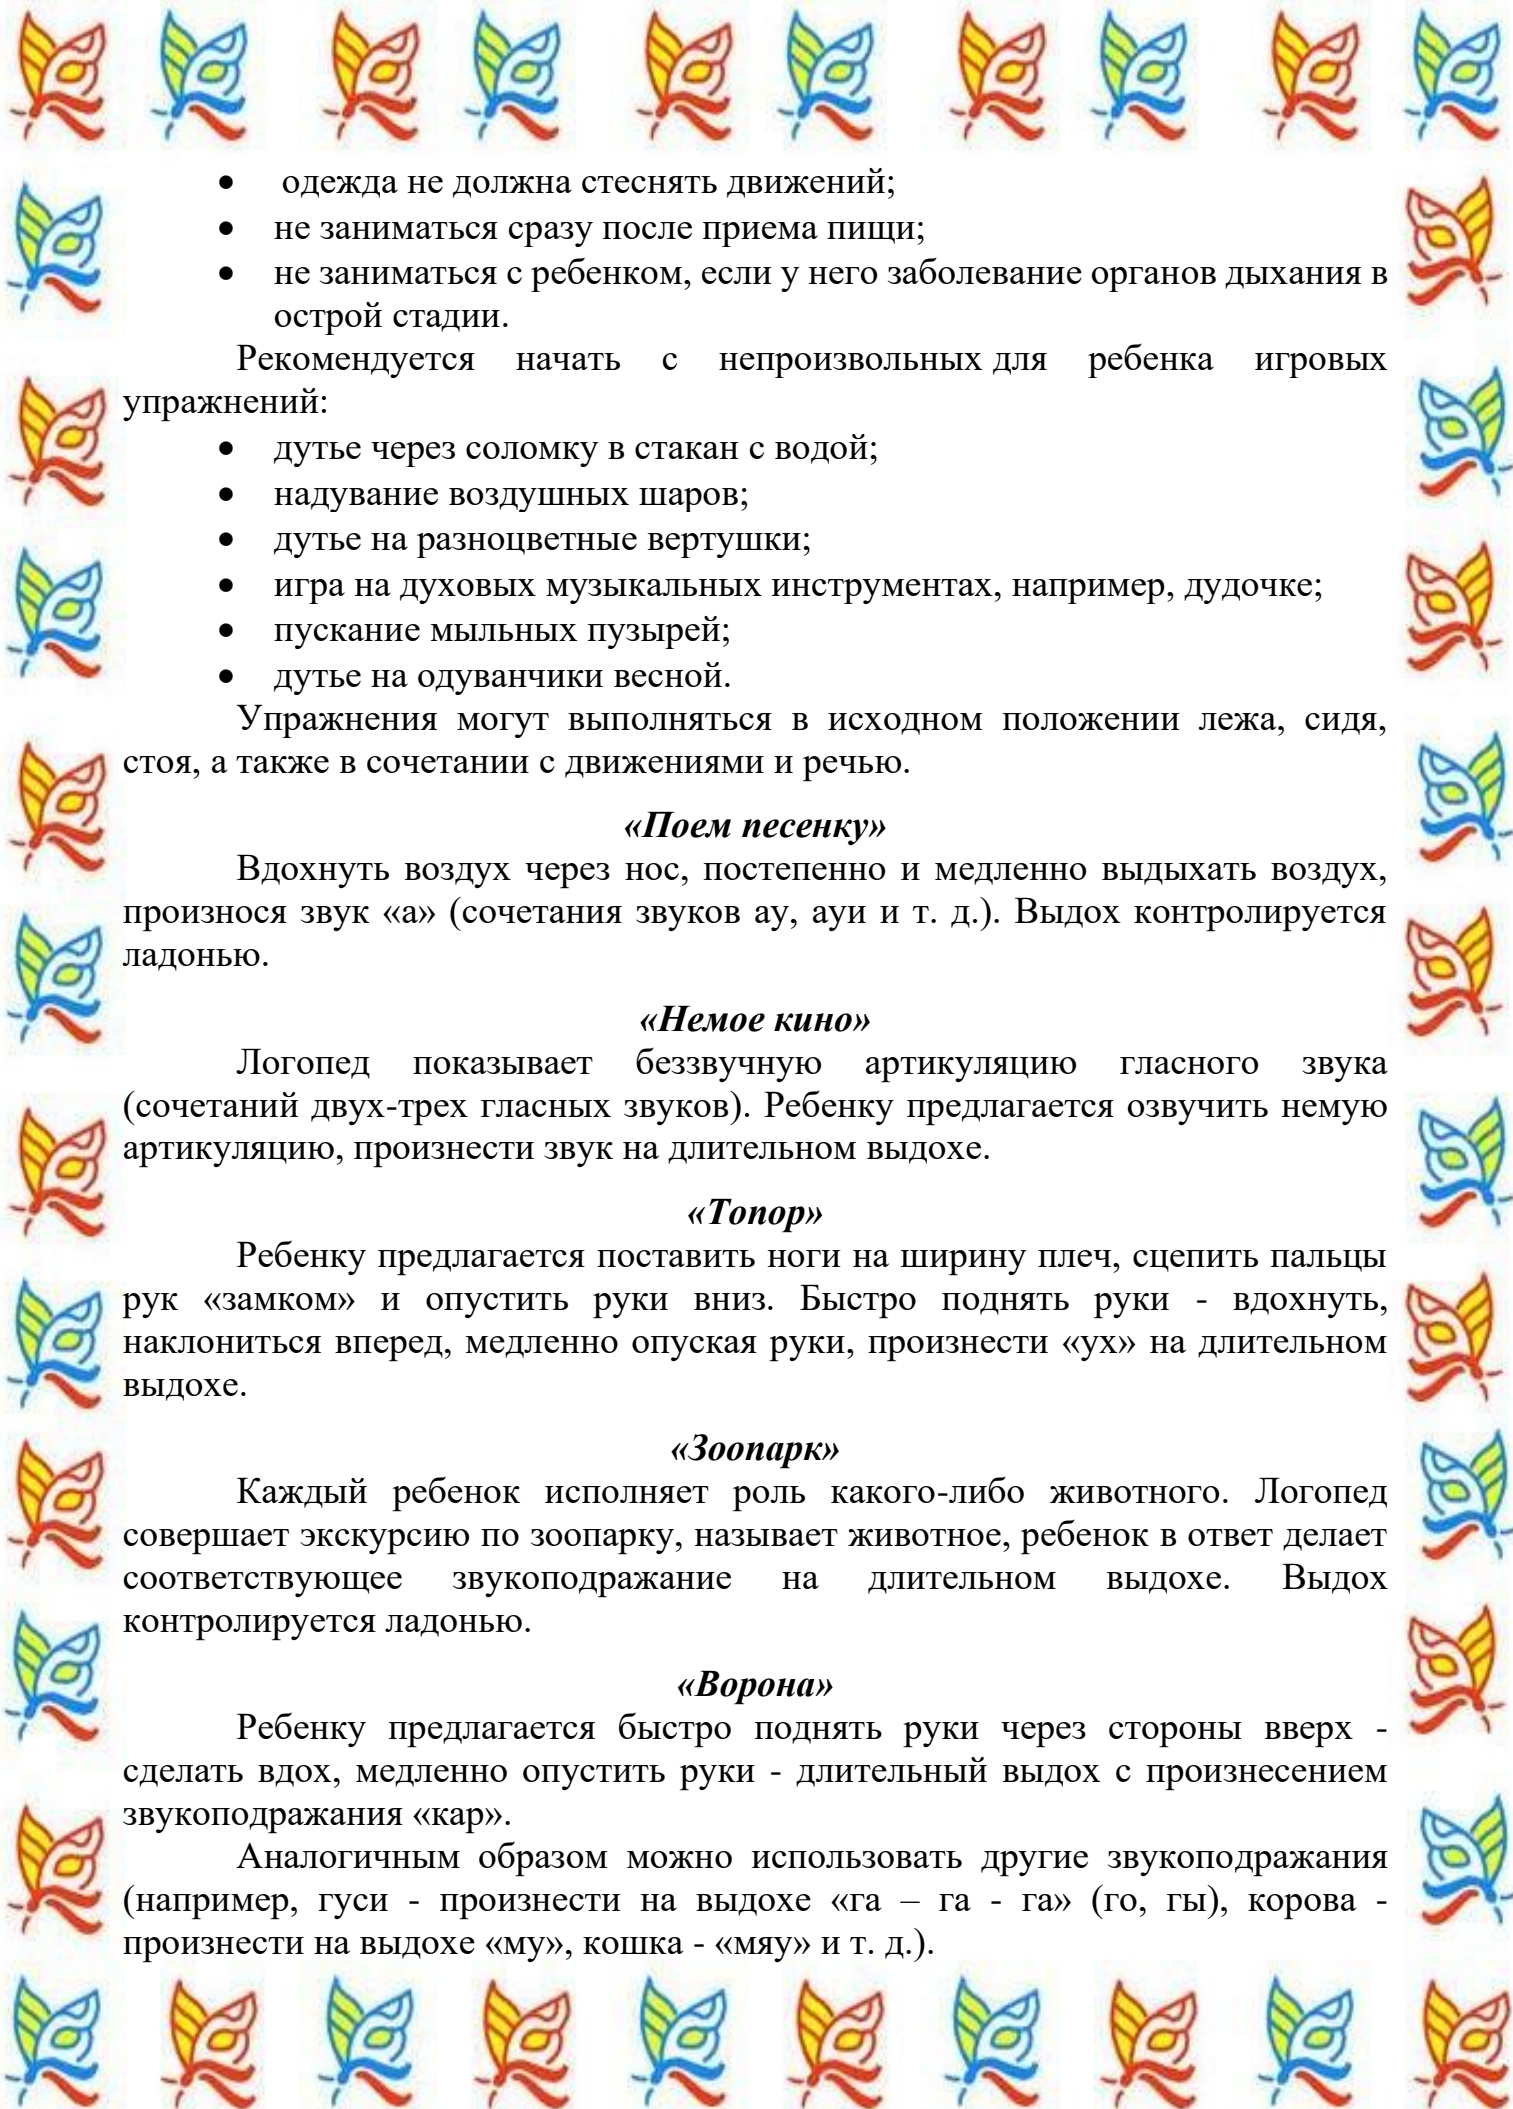 • одежда не должна стеснять движений;
• не заниматься сразу после приема пищи;
• не заниматься с ребенком, если у него заболевание органов дыхания в
острой стадии.
Рекомендуется начать с непроизвольных для ребенка игровых
упражнений:
• дутье через соломку в стакан с водой;
• надувание воздушных шаров;
• дутье на разноцветные вертушки;
• игра на духовых музыкальных инструментах, например, дудочке;
• пускание мыльных пузырей;
• дутье на одуванчики весной.
Упражнения могут выполняться в исходном положении лежа, сидя,
стоя, а также в сочетании с движениями и речью.
«Поем песенку»
Вдохнуть воздух через нос, постепенно и медленно выдыхать воздух,
произнося звук «а» (сочетания звуков ау, ауи и т. д.). Выдох контролируется
ладонью.
«Немое кино»
Логопед показывает беззвучную артикуляцию гласного звука
(сочетаний двух-трех гласных звуков). Ребенку предлагается озвучить немую
артикуляцию, произнести звук на длительном выдохе.
«Топор»
Ребенку предлагается поставить ноги на ширину плеч, сцепить пальцы
рук «замком» и опустить руки вниз. Быстро поднять руки - вдохнуть,
наклониться вперед, медленно опуская руки, произнести «ух» на длительном
выдохе.
«Зоопарк»
Каждый ребенок исполняет роль какого-либо животного. Логопед
совершает экскурсию по зоопарку, называет животное, ребенок в ответ делает
соответствующее звукоподражание на длительном выдохе. Выдох
контролируется ладонью.
«Ворона»
Ребенку предлагается быстро поднять руки через стороны вверх -
сделать вдох, медленно опустить руки - длительный выдох с произнесением
звукоподражания «кар».
Аналогичным образом можно использовать другие звукоподражания
(например, гуси - произнести на выдохе «га – га - га» (го, гы), корова -
произнести на выдохе «му», кошка - «мяу» и т. д.).